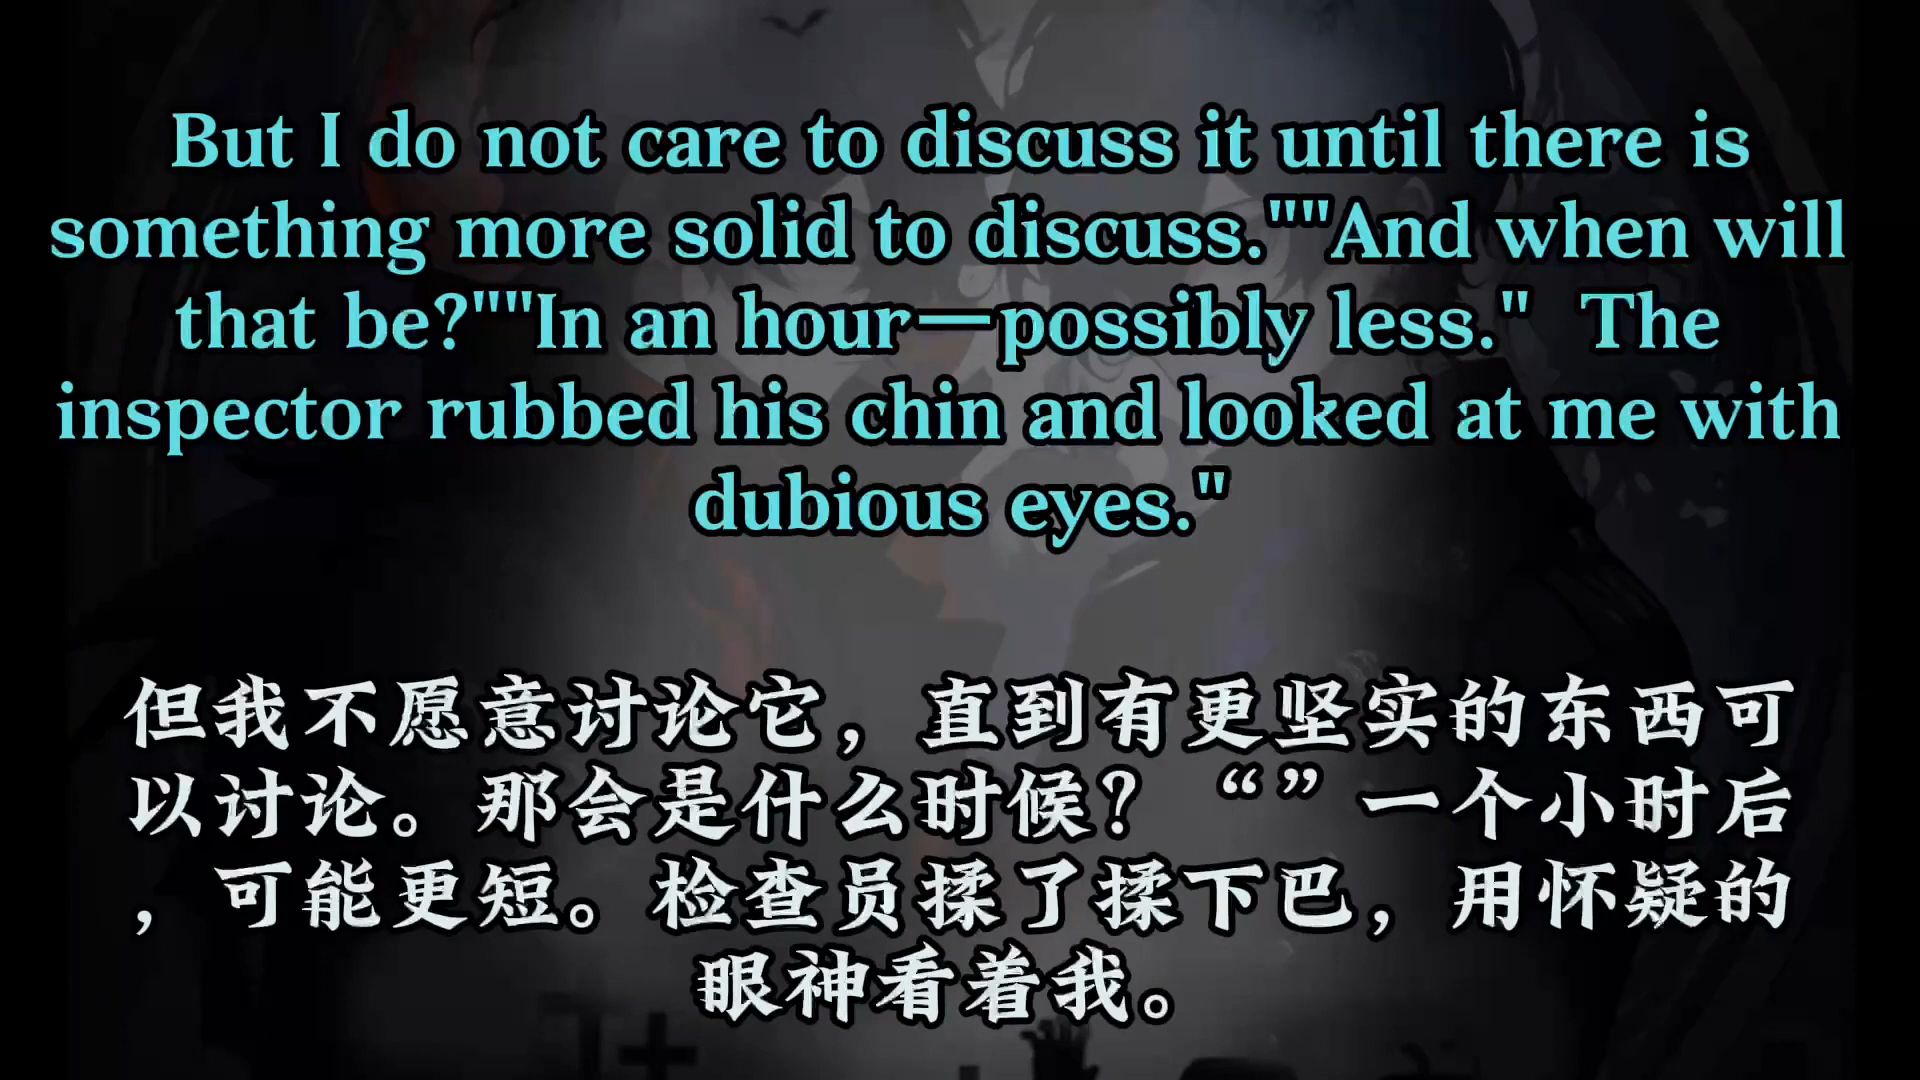 But I do not care to discuss it until there is
something more solid to discuss.""And when will
that be?""In an hour—possibly less."  The
inspector rubbed his chin and looked at me with
dubious eyes."
但我不愿意讨论它，直到有更坚实的东西可
以讨论。那会是什么时候？“”一个小时后
，可能更短。检查员揉了揉下巴，用怀疑的
眼神看着我。